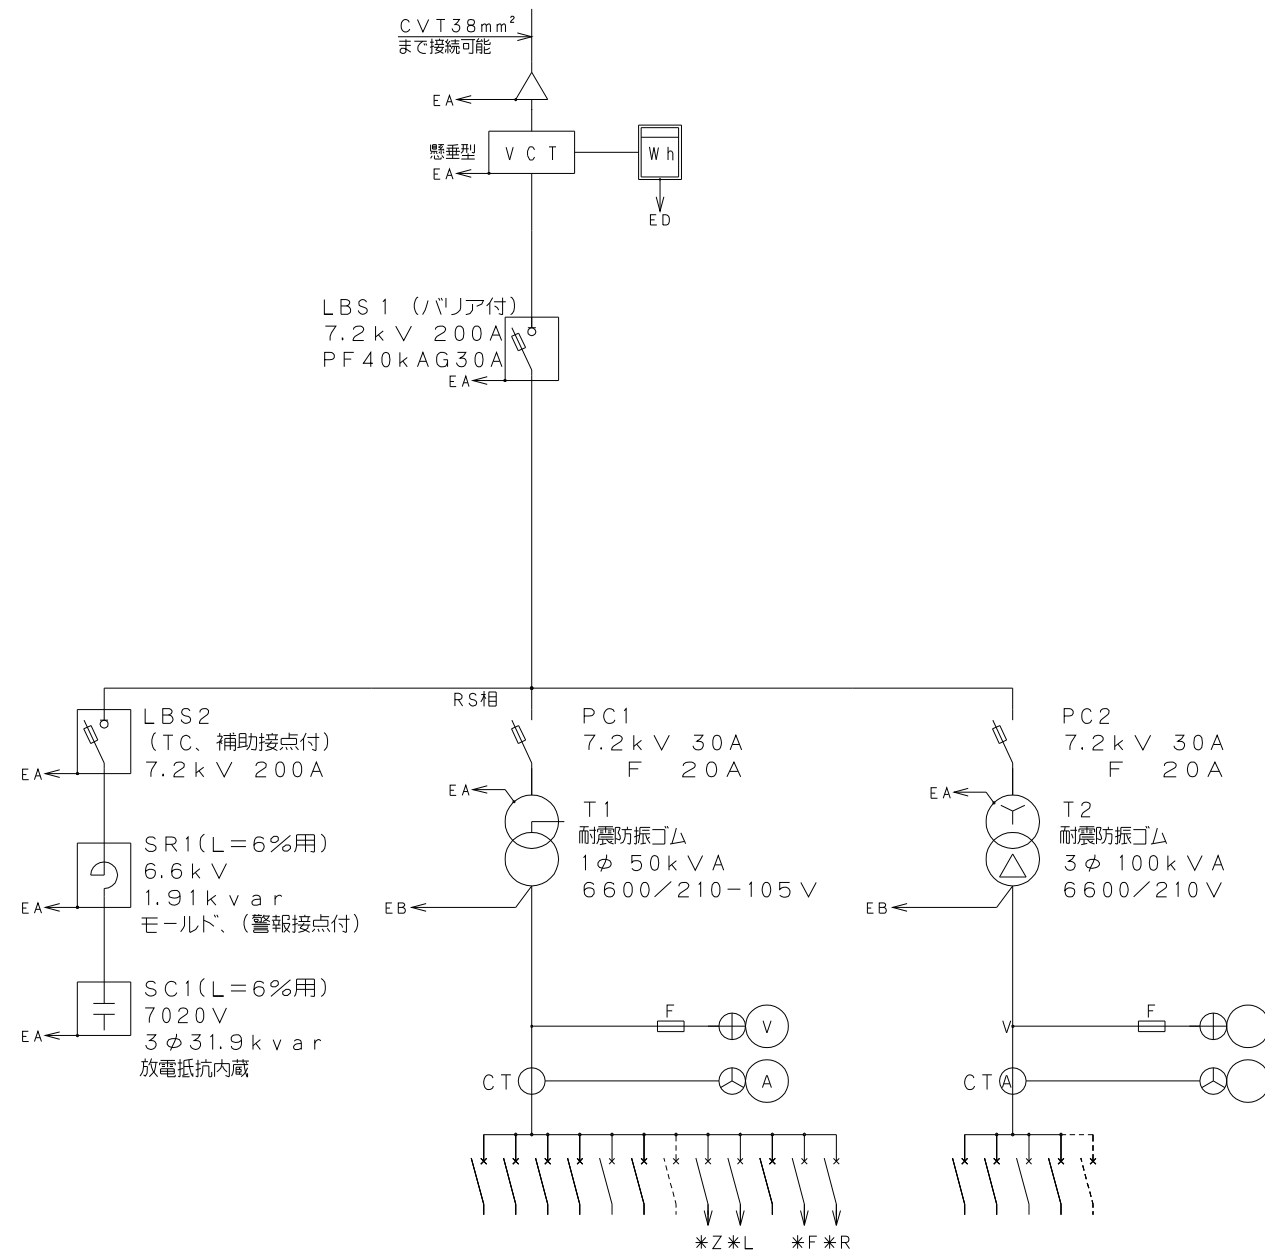 CVT38mm²
まで接続可能
EA
懸垂型
VCT
Wh
EA
ED
LBS1（バリア付）
7.2kV 200A
PF40kAG30A
EA
RS相
LBS2
（TC、補助接点付）
7.2kV 200A
EA
PC1
7.2kV 30A
F 20A
PC2
7.2kV 30A
F 20A
EA
T1
耐震防振ゴム
1φ 50kVA
6600/210-105V
EB
EA
T2
耐震防振ゴム
3φ 100kVA
6600/210V
EB
SR1(L=6%用)
6.6kV
1.91kvar
モールド、（警報接点付）
EA
SC1(L=6%用)
7020V
3φ31.9kvar
放電抵抗内蔵
EA
F
V
CT
A
V
F
CT
A
*Z
*L
*F
*R